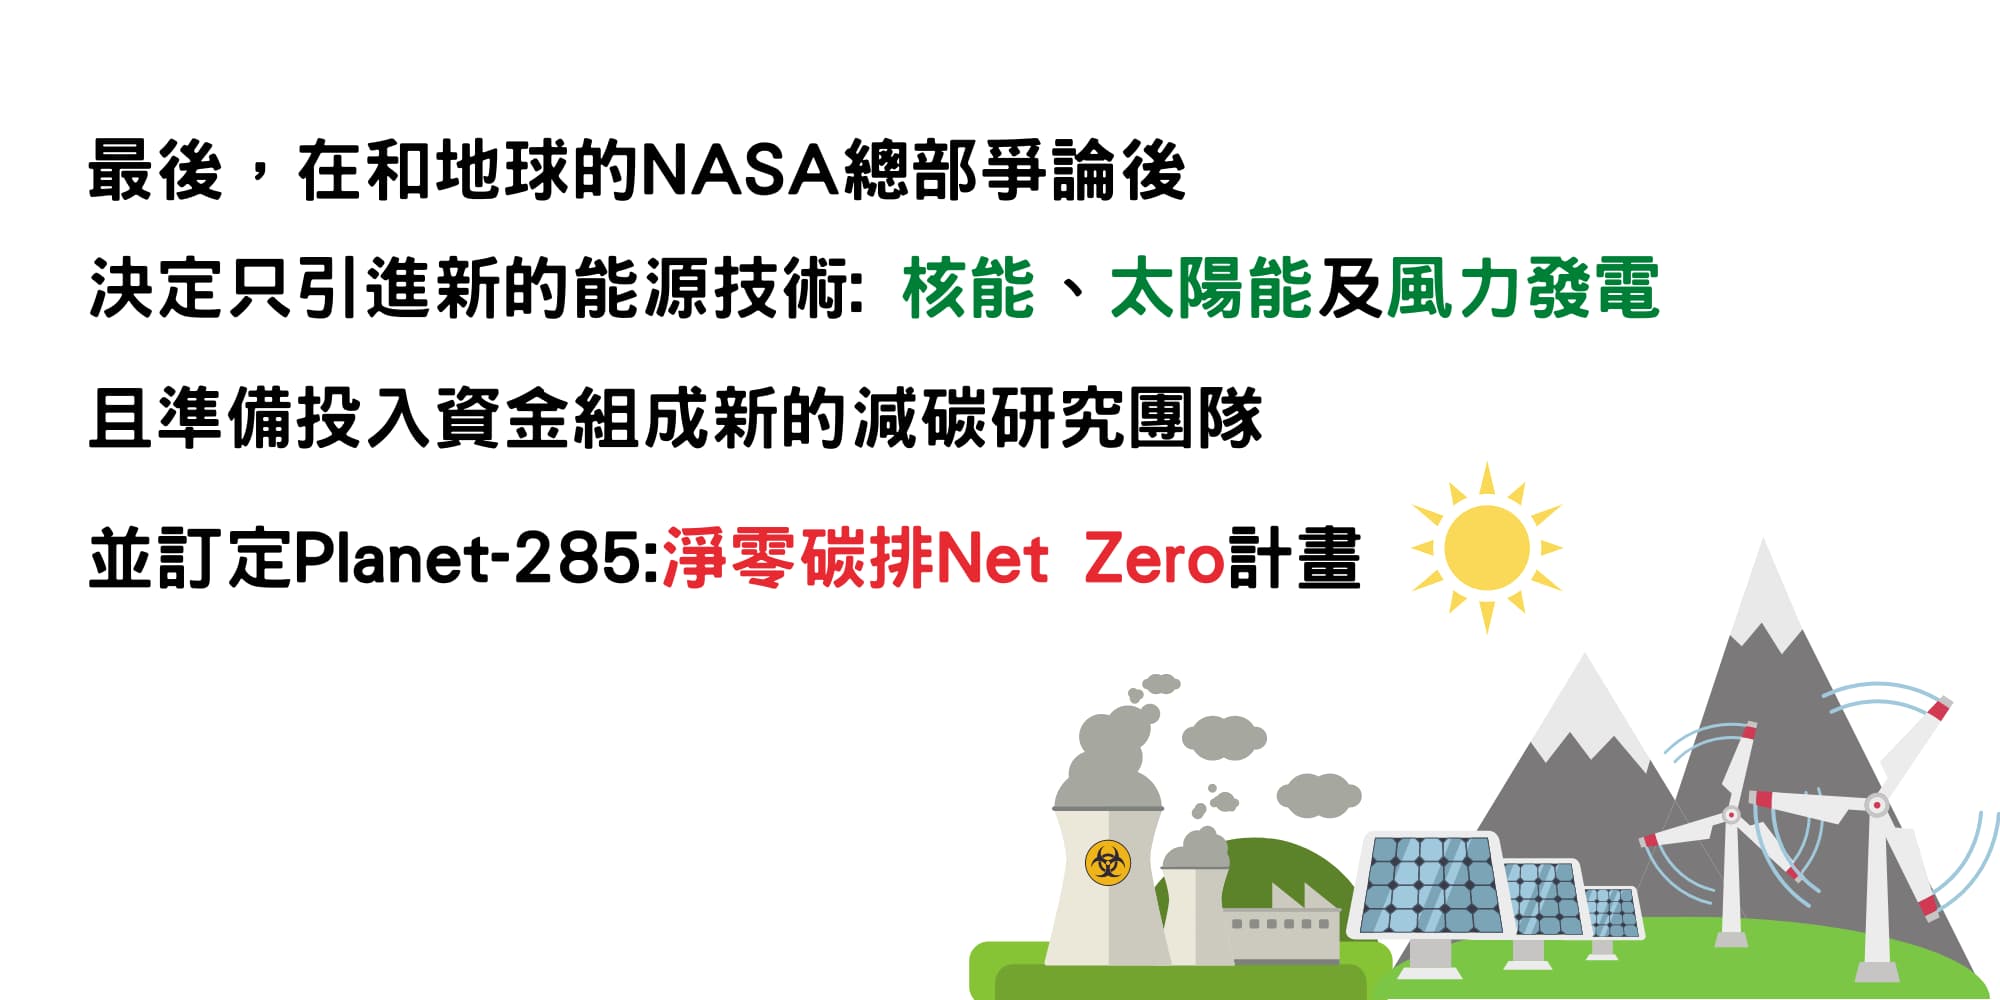 最後，在和地球的NASA總部爭論後
決定只引進新的能源技術: 核能、太陽能及風力發電
且準備投入資金組成新的減碳研究團隊
並訂定Planet-285:淨零碳排Net Zero計畫